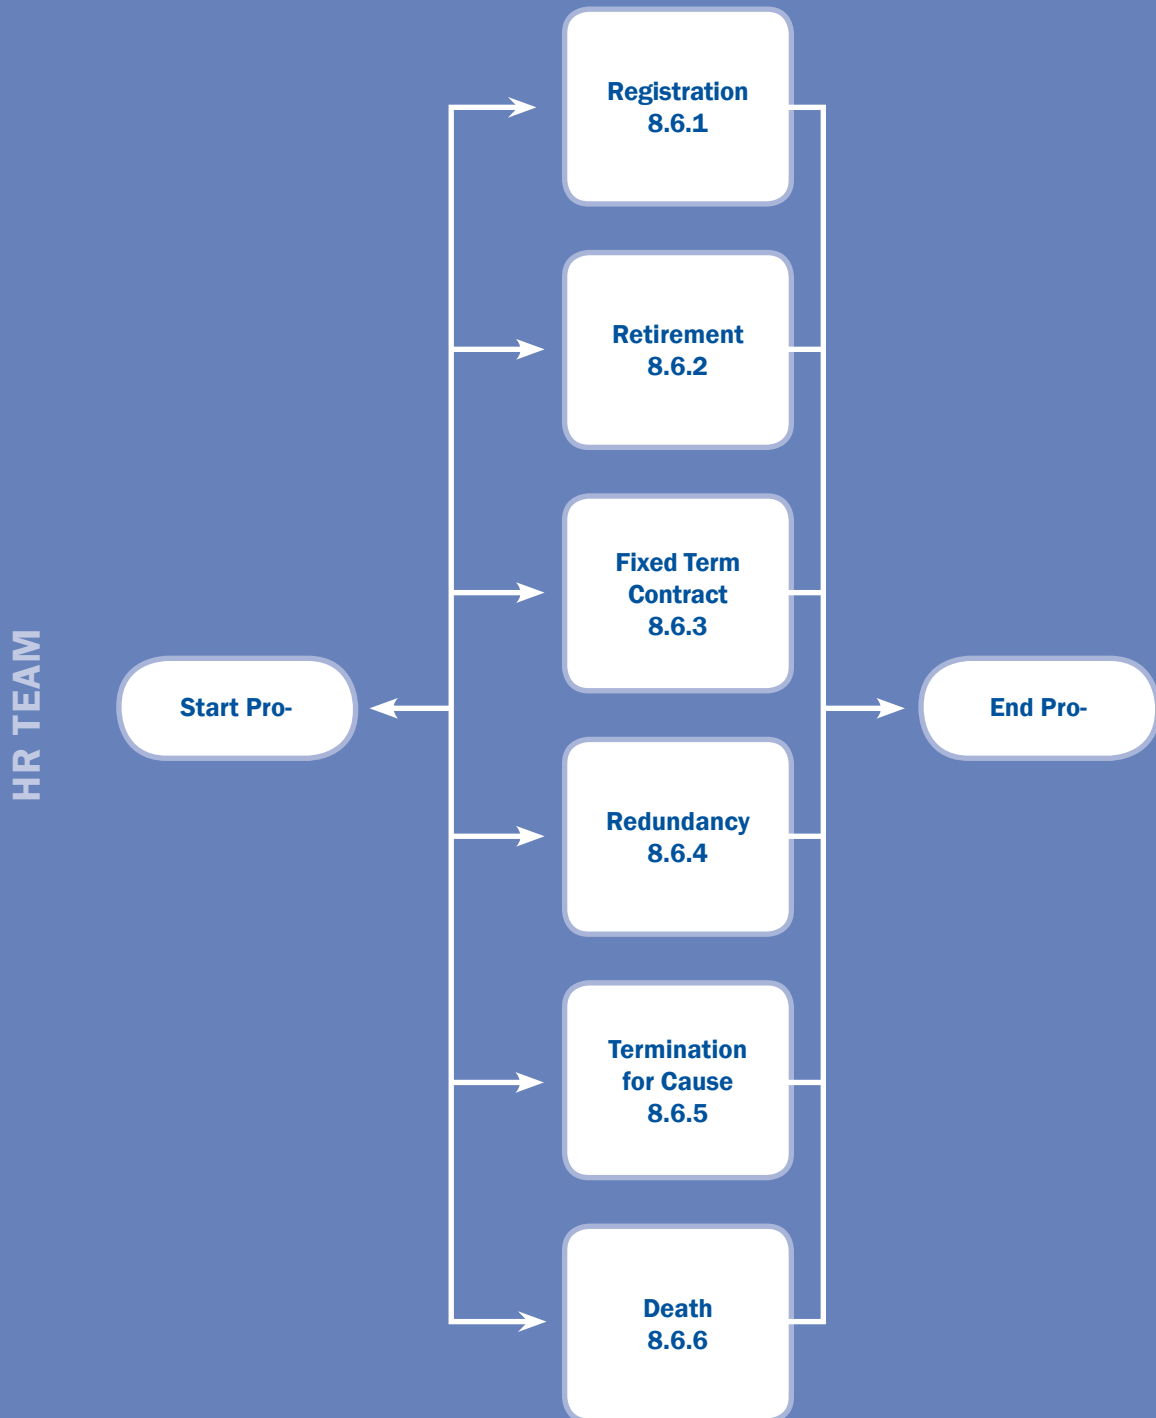 HR TEAM
Start Pro-
Registration
8.6.1
Retirement
8.6.2
Fixed Term
Contract
8.6.3
Redundancy
8.6.4
Termination
for Cause
8.6.5
Death
8.6.6
End Pro-